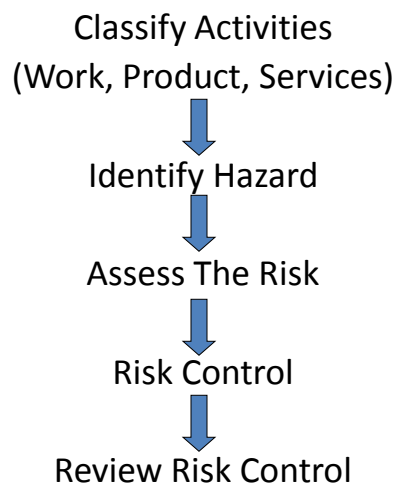 Classify Activities
(Work, Product, Services)
Identify Hazard
Assess The Risk
Risk Control
Review Risk Control